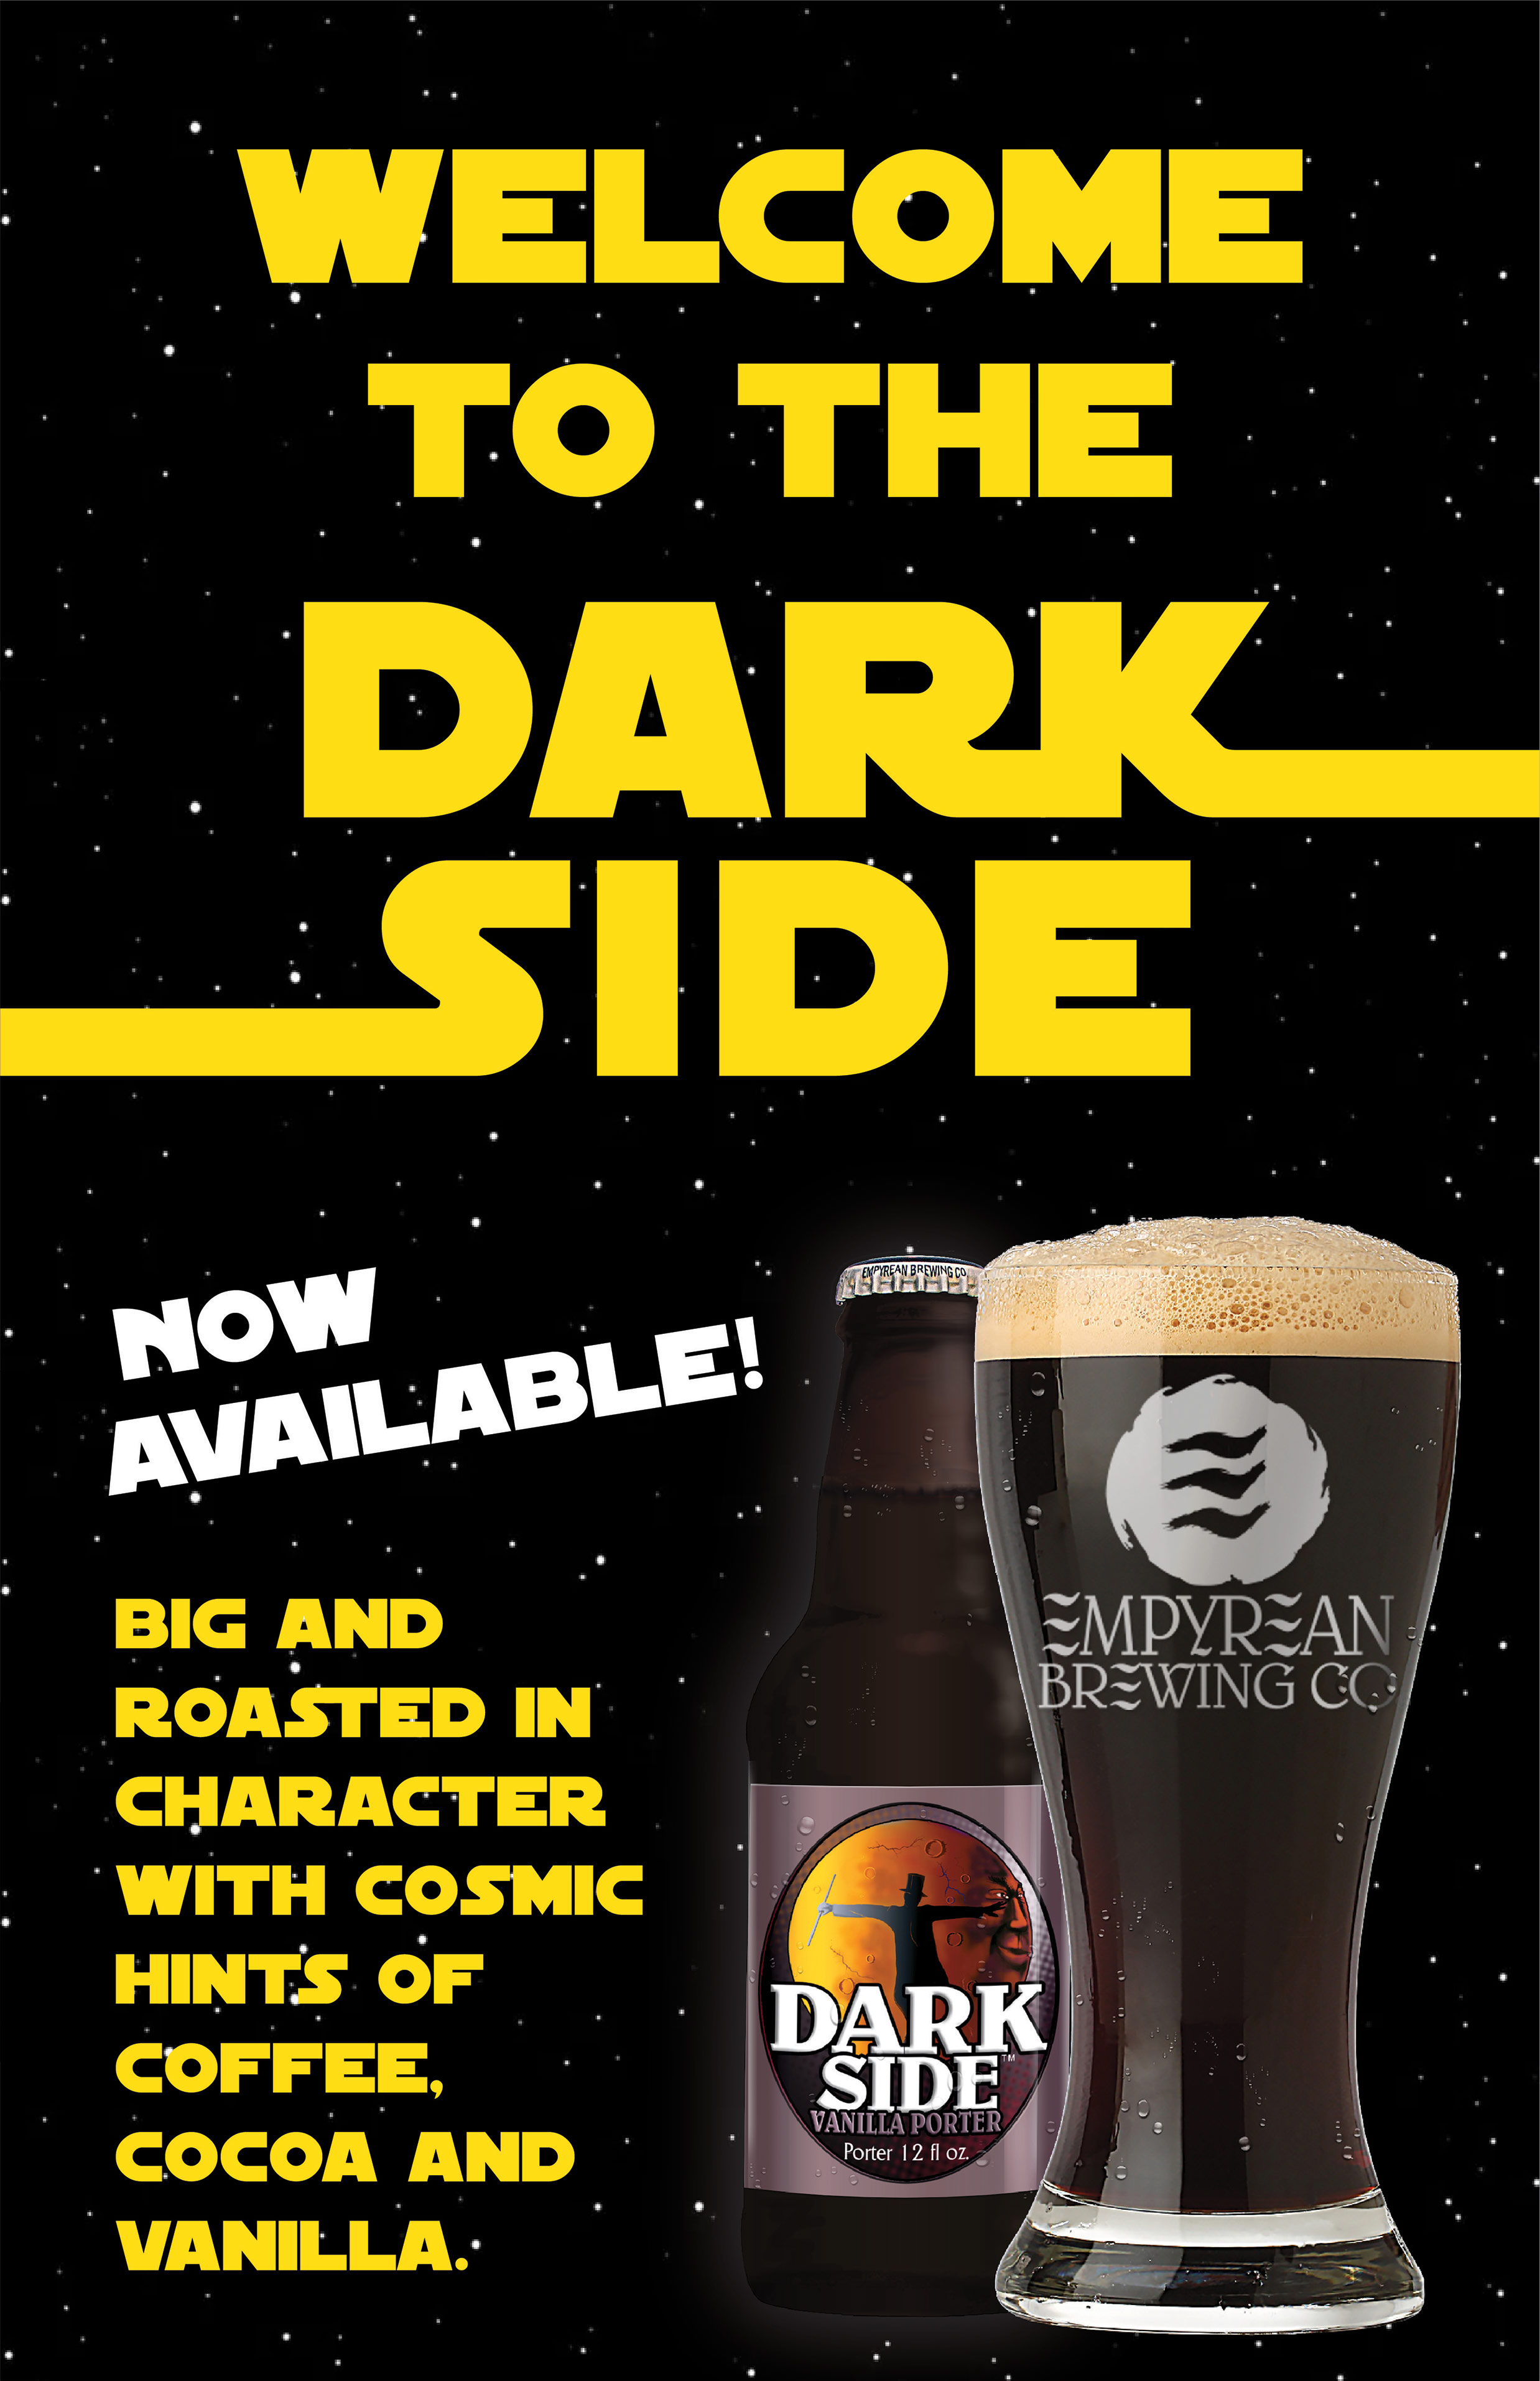 WELCOME
TO THE
DARK
SIDE
NOW
AVAILABLE!
BIG AND
ROASTED IN
CHARACTER
WITH COSMIC
HINTS OF
COFFEE,
COCOA AND
VANILLA.
EMPYREAN BREWING CO
EMPYREAN
BREWING CO
DARK
SIDE™
VANILLA PORTER
Porter 12 fl oz.